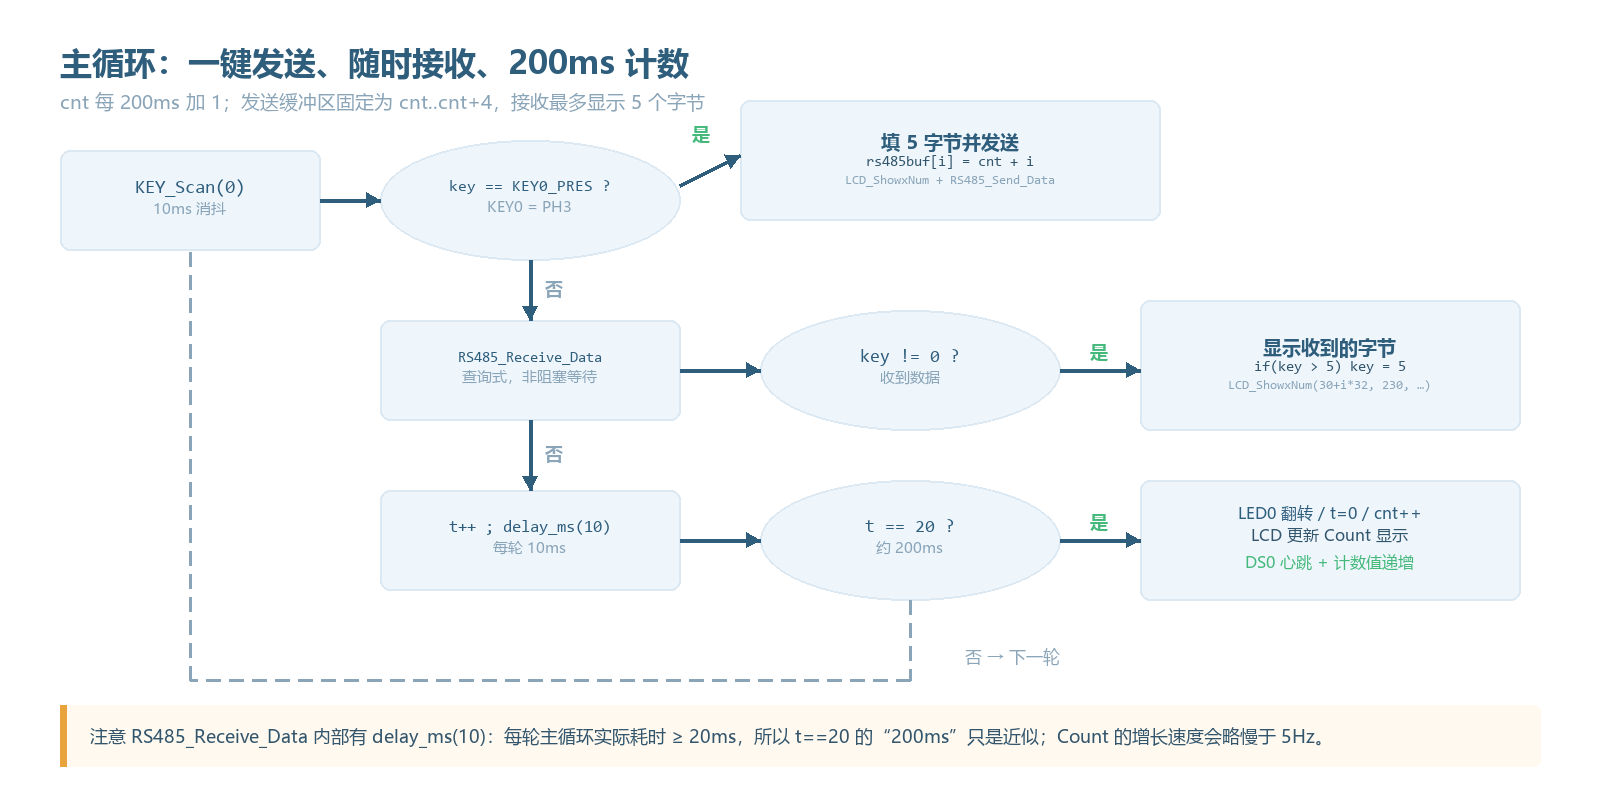 主循环：一键发送、随时接收、200ms 计数
cnt 每 200ms 加 1；发送缓冲区固定为 cnt..cnt+4，接收最多显示 5 个字节
KEY_Scan(0)
10ms 消抖
key == KEY0_PRES ?
KEY0 = PH3
是
填 5 字节并发送
rs485buf[i] = cnt + i
LCD_ShowxNum + RS485_Send_Data
否
RS485_Receive_Data
查询式，非阻塞等待
key != 0 ?
收到数据
是
显示收到的字节
if(key > 5) key = 5
LCD_ShowxNum(30+i*32, 230, …)
否
t++ ; delay_ms(10)
每轮 10ms
t == 20 ?
约 200ms
是
LED0 翻转 / t=0 / cnt++
LCD 更新 Count 显示
DS0 心跳 + 计数值递增
否 → 下一轮
注意 RS485_Receive_Data 内部有 delay_ms(10)：每轮主循环实际耗时 ≥ 20ms，所以 t==20 的“200ms”只是近似；Count 的增长速度会略慢于 5Hz。